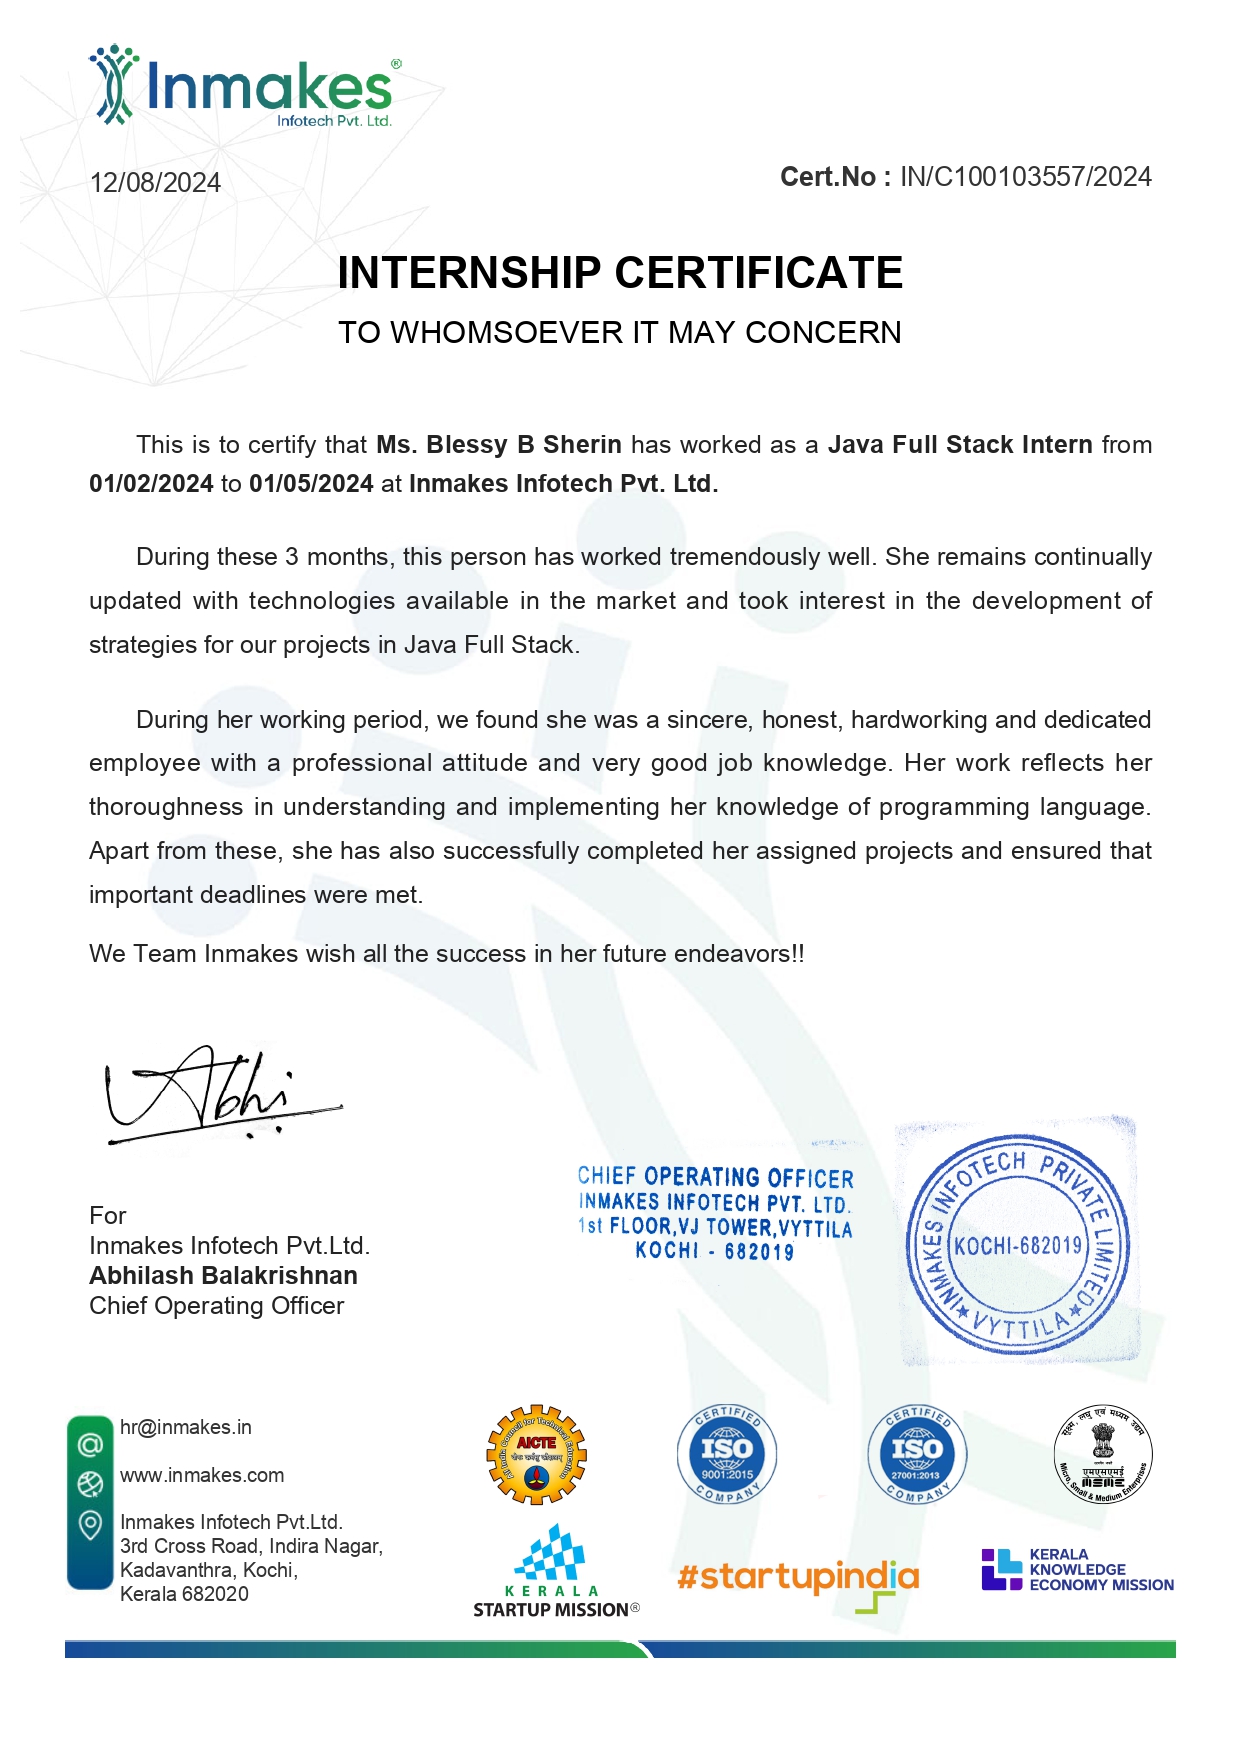 Inmakes®
Infotech Pvt. Ltd.
12/08/2024
Cert.No : IN/C100103557/2024
INTERNSHIP CERTIFICATE
TO WHOMSOEVER IT MAY CONCERN
This is to certify that Ms. Blessy B Sherin has worked as a Java Full Stack Intern from
01/02/2024 to 01/05/2024 at Inmakes Infotech Pvt. Ltd.
During these 3 months, this person has worked tremendously well. She remains continually
updated with technologies available in the market and took interest in the development of
strategies for our projects in Java Full Stack.
During her working period, we found she was a sincere, honest, hardworking and dedicated
employee with a professional attitude and very good job knowledge. Her work reflects her
thoroughness in understanding and implementing her knowledge of programming language.
Apart from these, she has also successfully completed her assigned projects and ensured that
important deadlines were met.
We Team Inmakes wish all the success in her future endeavors!!
Abhi
CHIEF OPERATING OFFICER
INMAKES INFOTECH PVT. LTD.
1st FLOOR,VJ TOWER,VYTTILA
KOCHI - 682019
INMAKES INFOTECH PRIVATE LIMITED
KOCHI-682019
★ VYTTILA ★
For
Inmakes Infotech Pvt.Ltd.
Abhilash Balakrishnan
Chief Operating Officer
hr@inmakes.in
www.inmakes.com
Inmakes Infotech Pvt.Ltd.
3rd Cross Road, Indira Nagar,
Kadavanthra, Kochi,
Kerala 682020
All India Council for Technical Education
AICTE
CERTIFIED
ISO
9001:2015
COMPANY
CERTIFIED
ISO
27001:2013
COMPANY
सूक्ष्म, लघु एवं मध्यम उद्यम
एमएसएमई
MSME
Micro, Small & Medium Enterprises
KERALA
STARTUP MISSION®
#startupindia
KERALA
KNOWLEDGE
ECONOMY MISSION